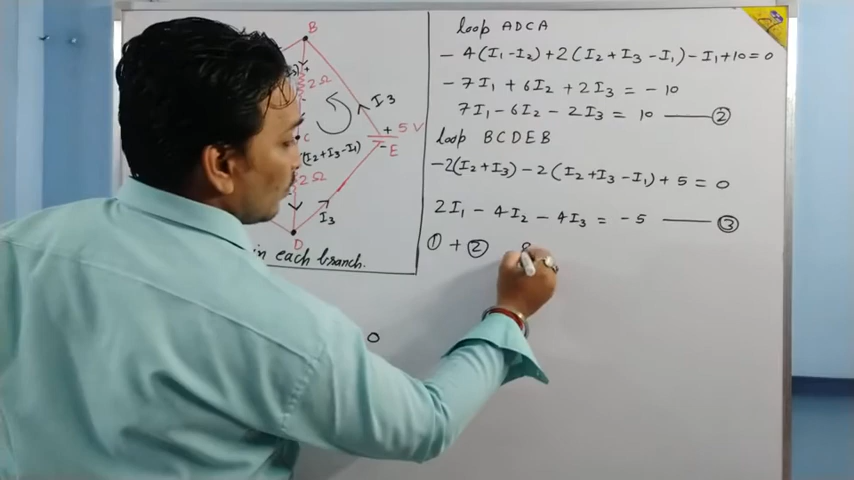 B
2Ω
I3
+ 5 V
- E
C
(I2+I3-I1)
2Ω
I3
D
in each branch.
0
loop ADCA
- 4(I1-I2)+2(I2+I3-I1)-I1+10=0
-7I1+6I2+2I3=-10
7I1-6I2-2I3=10 ②
loop BCDEB
-2(I2+I3)-2(I2+I3-I1)+5=0
2I1-4I2-4I3=-5 ③
①+②